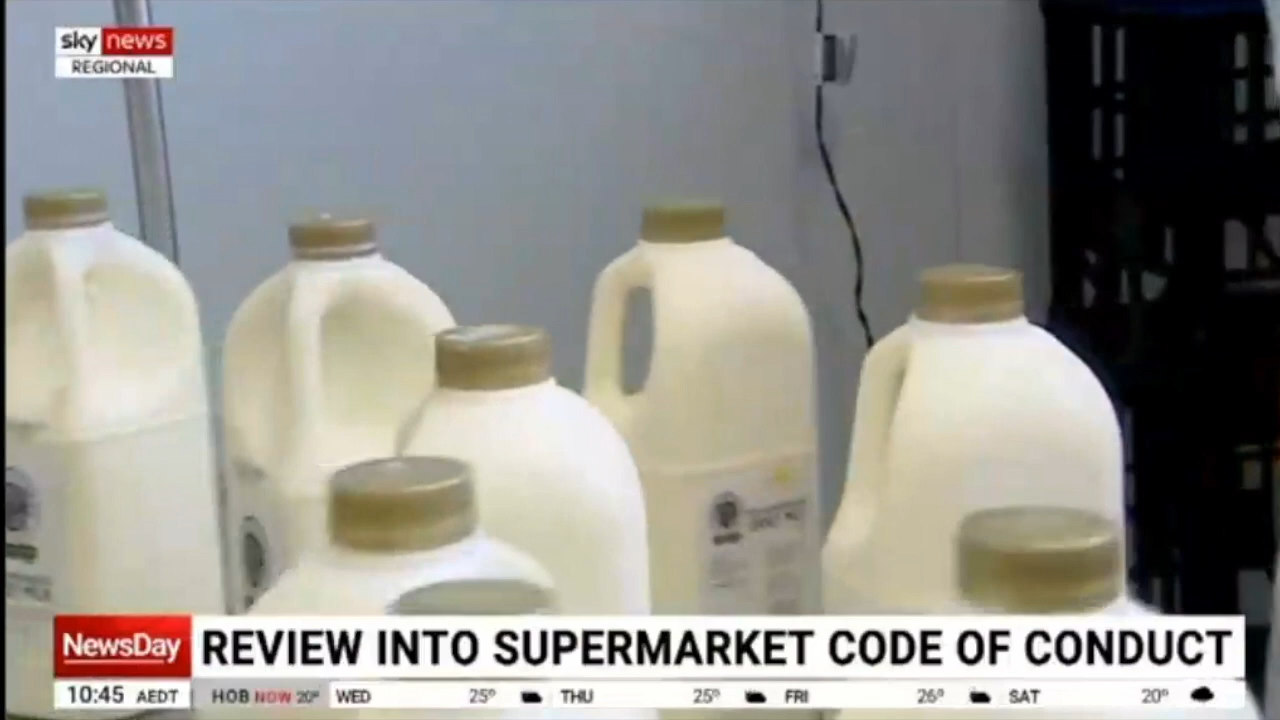 sky news
REGIONAL
NewsDay REVIEW INTO SUPERMARKET CODE OF CONDUCT
10:45 AEDT HOB NOW 20° WED 25° THU 25° FRI 26° SAT 20°